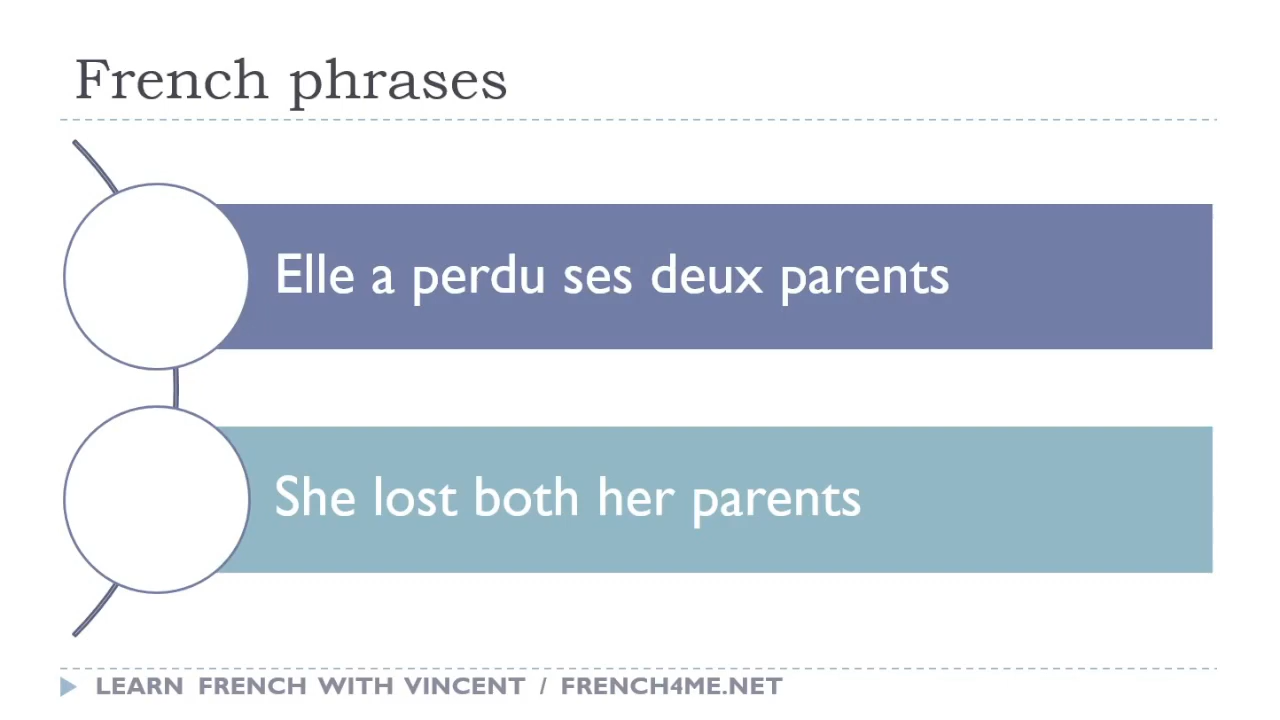 French phrases
Elle a perdu ses deux parents
She lost both her parents
LEARN FRENCH WITH VINCENT / FRENCH4ME.NET